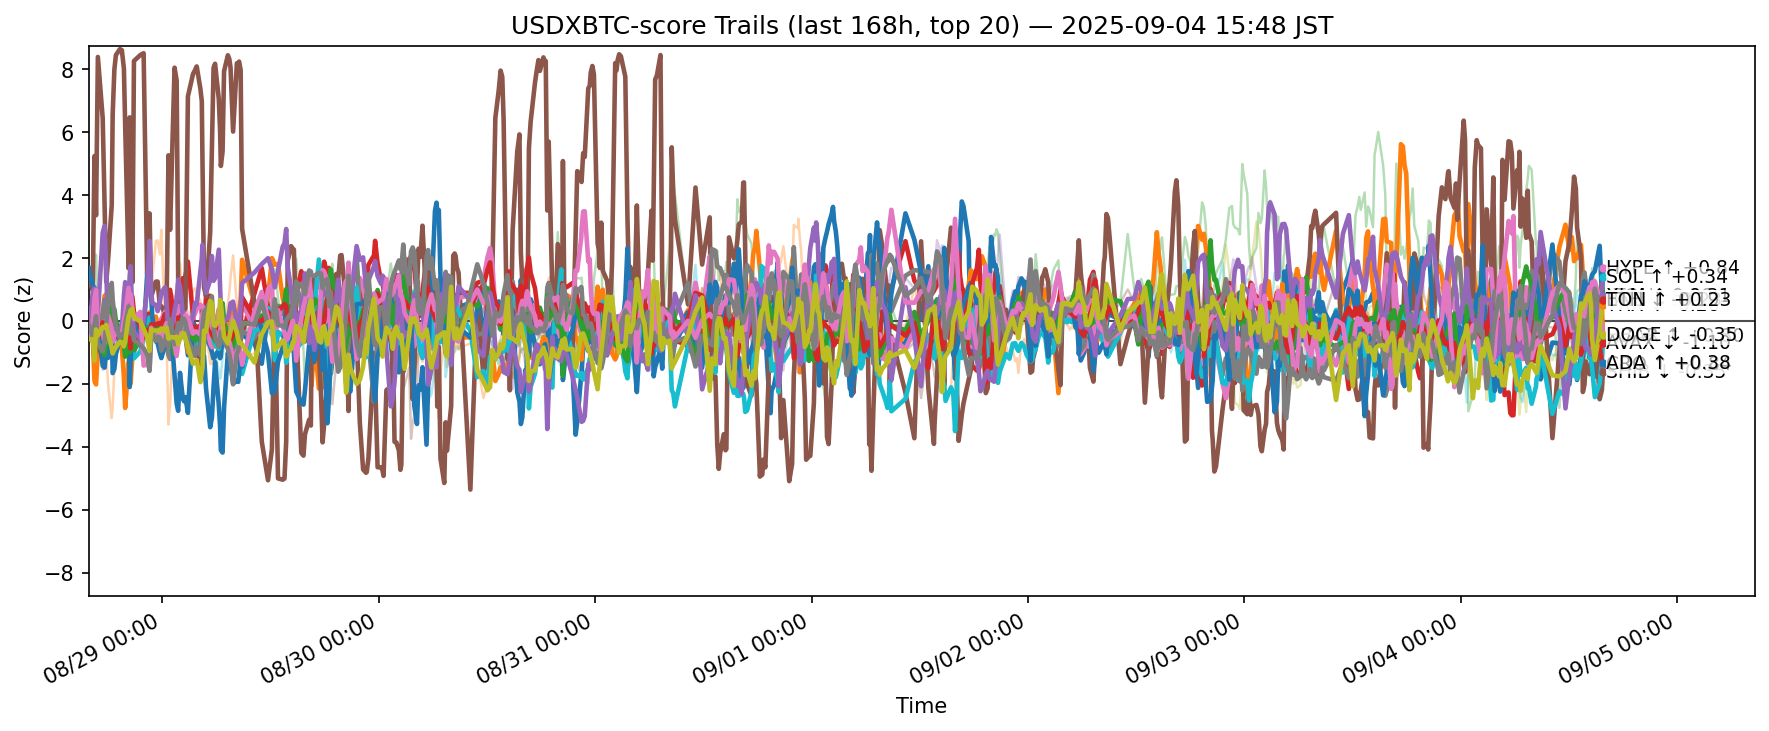 USDXBTC-score Trails (last 168h, top 20) — 2025-09-04 15:48 JST
Score (z)
8
6
4
2
0
−2
−4
−6
−8
HYPE ↑ +0.84
SOL ↑ +0.34
TON ↑ +0.23
DOGE ↓ -0.35
ADA ↑ +0.38
08/29 00:00
08/30 00:00
08/31 00:00
09/01 00:00
09/02 00:00
09/03 00:00
09/04 00:00
09/05 00:00
Time